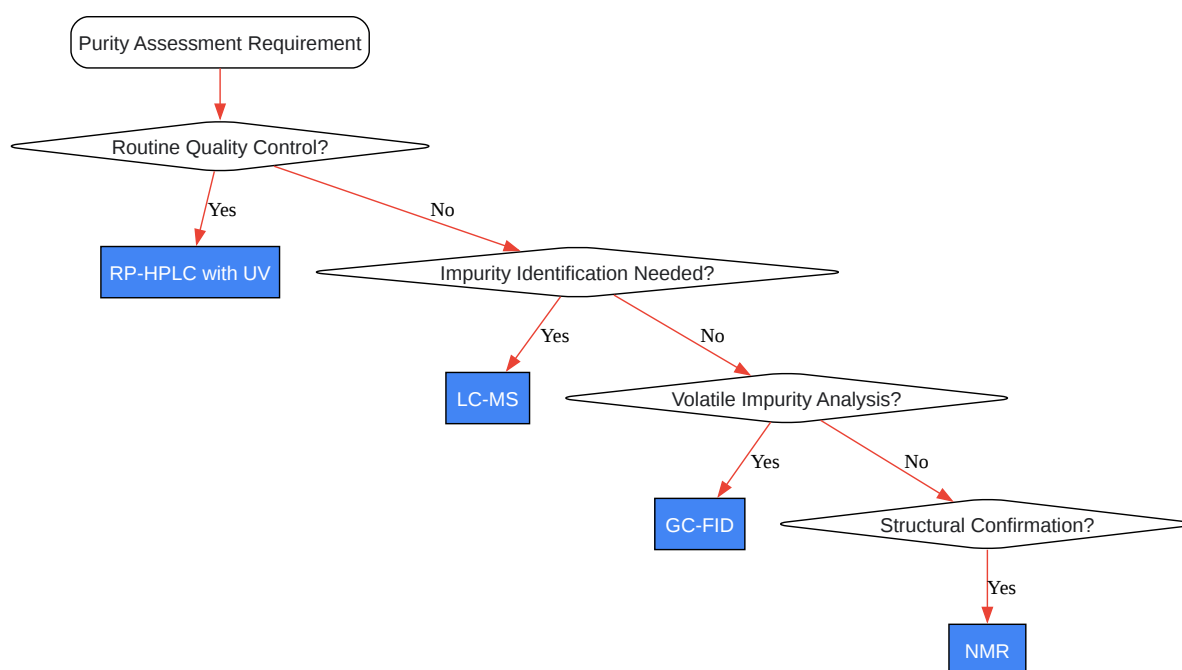 Purity Assessment Requirement
Routine Quality Control?
Yes
No
RP-HPLC with UV
Impurity Identification Needed?
Yes
No
LC-MS
Volatile Impurity Analysis?
Yes
No
GC-FID
Structural Confirmation?
Yes
NMR